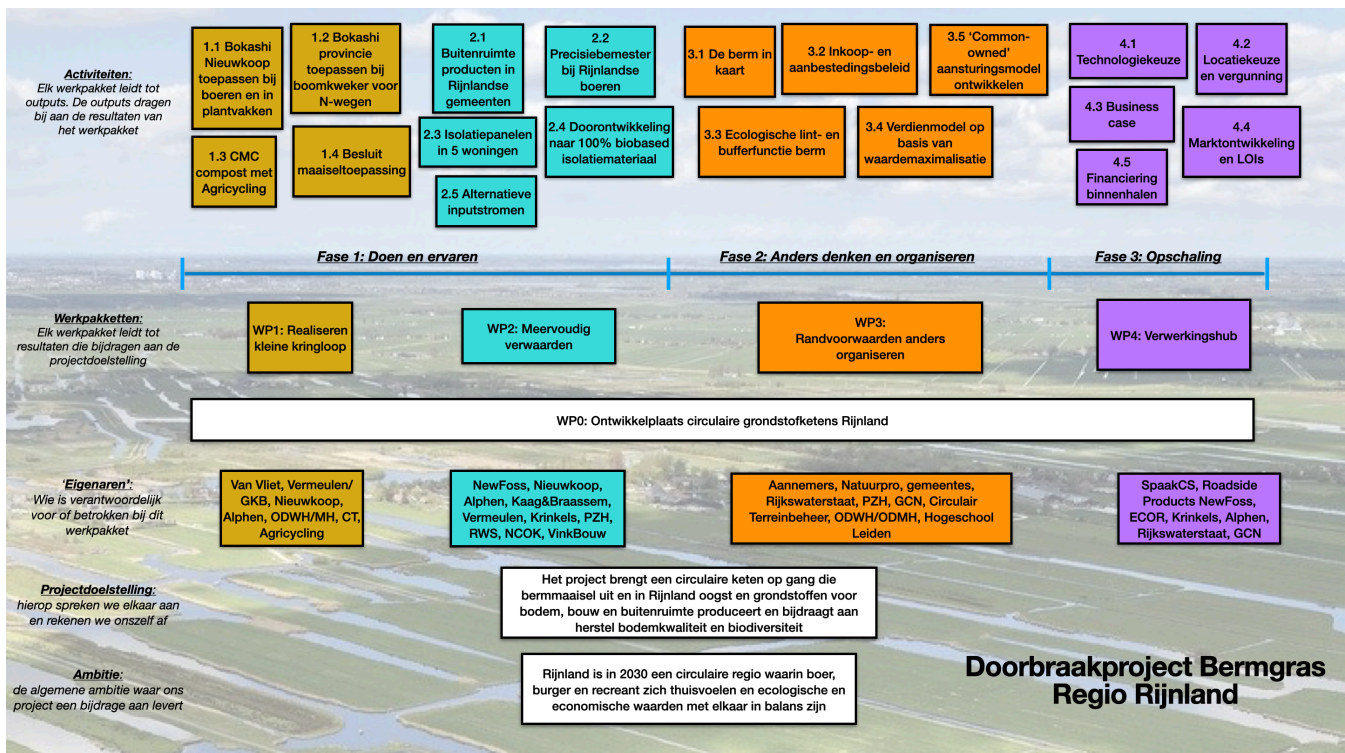 Activiteiten:
Elk werkpakket leidt tot
outputs. De outputs dragen
bij aan de resultaten van
het werkpakket
1.1 Bokashi
Nieuwkoop
toepassen bij
boeren en in
plantvakken
1.2 Bokashi
provincie
toepassen bij
boomkweker voor
N-wegen
1.3 CMC
compost met
Agricycling
1.4 Besluit
maaiseltoepassing
2.1
Buitenruimte
producten in
Rijnlandse
gemeenten
2.2
Precisiebemester
bij Rijnlandse
boeren
2.3 Isolatiepanelen
in 5 woningen
2.4 Doorontwikkeling
naar 100% biobased
isolatiemateriaal
2.5 Alternatieve
inputstromen
3.1 De berm in
kaart
3.2 Inkoop- en
aanbestedingsbeleid
3.5 ‘Common-
owned’
aansturingsmodel
ontwikkelen
3.3 Ecologische lint- en
bufferfunctie berm
3.4 Verdienmodel op
basis van
waardemaximalisatie
4.1
Technologiekeuze
4.2
Locatiekeuze
en vergunning
4.3 Business
case
4.4
Marktontwikkeling
en LOIs
4.5
Financiering
binnenhalen
Fase 1: Doen en ervaren
Fase 2: Anders denken en organiseren
Fase 3: Opschaling
Werkpakketten:
Elk werkpakket leidt tot
resultaten die bijdragen aan de
projectdoelstelling
WP1: Realiseren
kleine kringloop
WP2: Meervoudig
verwaarden
WP3:
Randvoorwaarden anders
organiseren
WP4: Verwerkingshub
WP0: Ontwikkelplaats circulaire grondstofketens Rijnland
‘Eigenaren’:
Wie is verantwoordelijk
voor of betrokken bij dit
werkpakket
Van Vliet, Vermeulen/
GKB, Nieuwkoop,
Alphen, ODWH/MH, CT,
Agricycling
NewFoss, Nieuwkoop,
Alphen, Kaag&Braassem,
Vermeulen, Krinkels, PZH,
RWS, NCOK, VinkBouw
Aannemers, Natuurpro, gemeentes,
Rijkswaterstaat, PZH, GCN, Circulair
Terreinbeheer, ODWH/ODMH, Hogeschool
Leiden
SpaakCS, Roadside
Products NewFoss,
ECOR, Krinkels, Alphen,
Rijkswaterstaat, GCN
Projectdoelstelling:
hierop spreken we elkaar aan
en rekenen we onszelf af
Het project brengt een circulaire keten op gang die
bermmaaisel uit en in Rijnland oogst en grondstoffen voor
bodem, bouw en buitenruimte produceert en bijdraagt aan
herstel bodemkwaliteit en biodiversiteit
Ambitie:
de algemene ambitie waar ons
project een bijdrage aan levert
Rijnland is in 2030 een circulaire regio waarin boer,
burger en recreant zich thuisvoelen en ecologische en
economische waarden met elkaar in balans zijn
Doorbraakproject Bermgras
Regio Rijnland